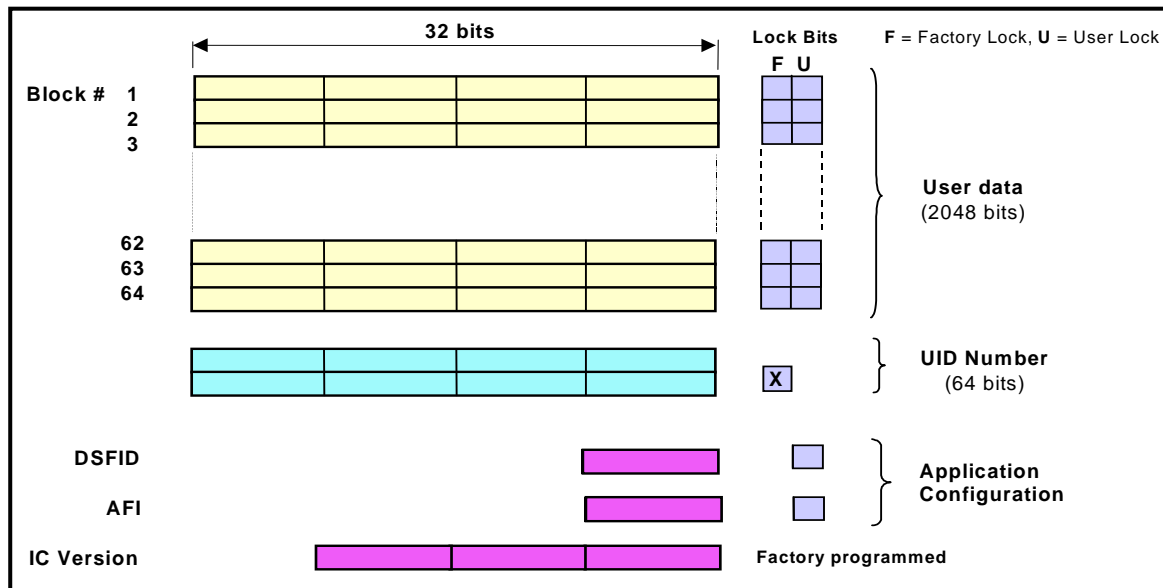 32 bits
Lock Bits
F = Factory Lock, U = User Lock
F U
Block # 1
2
3
User data
(2048 bits)
62
63
64
UID Number
(64 bits)
X
DSFID
Application
Configuration
AFI
IC Version
Factory programmed